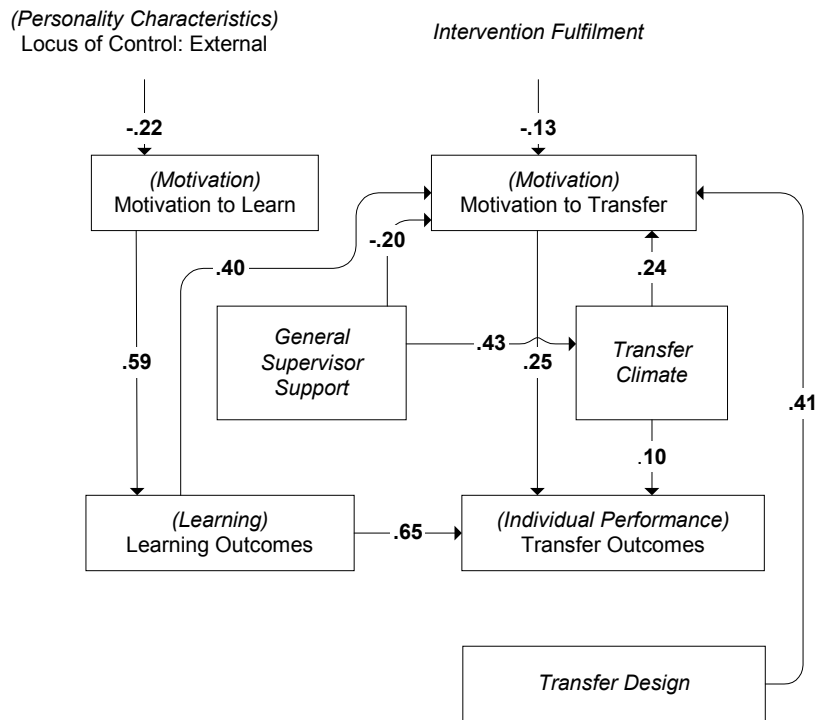 (Personality Characteristics)
Locus of Control: External
Intervention Fulfilment
-.22
-.13
(Motivation)
Motivation to Learn
(Motivation)
Motivation to Transfer
-.20
.40
.24
General
Supervisor
Support
.43
Transfer
Climate
.59
.25
.41
.10
(Learning)
Learning Outcomes
.65
(Individual Performance)
Transfer Outcomes
Transfer Design